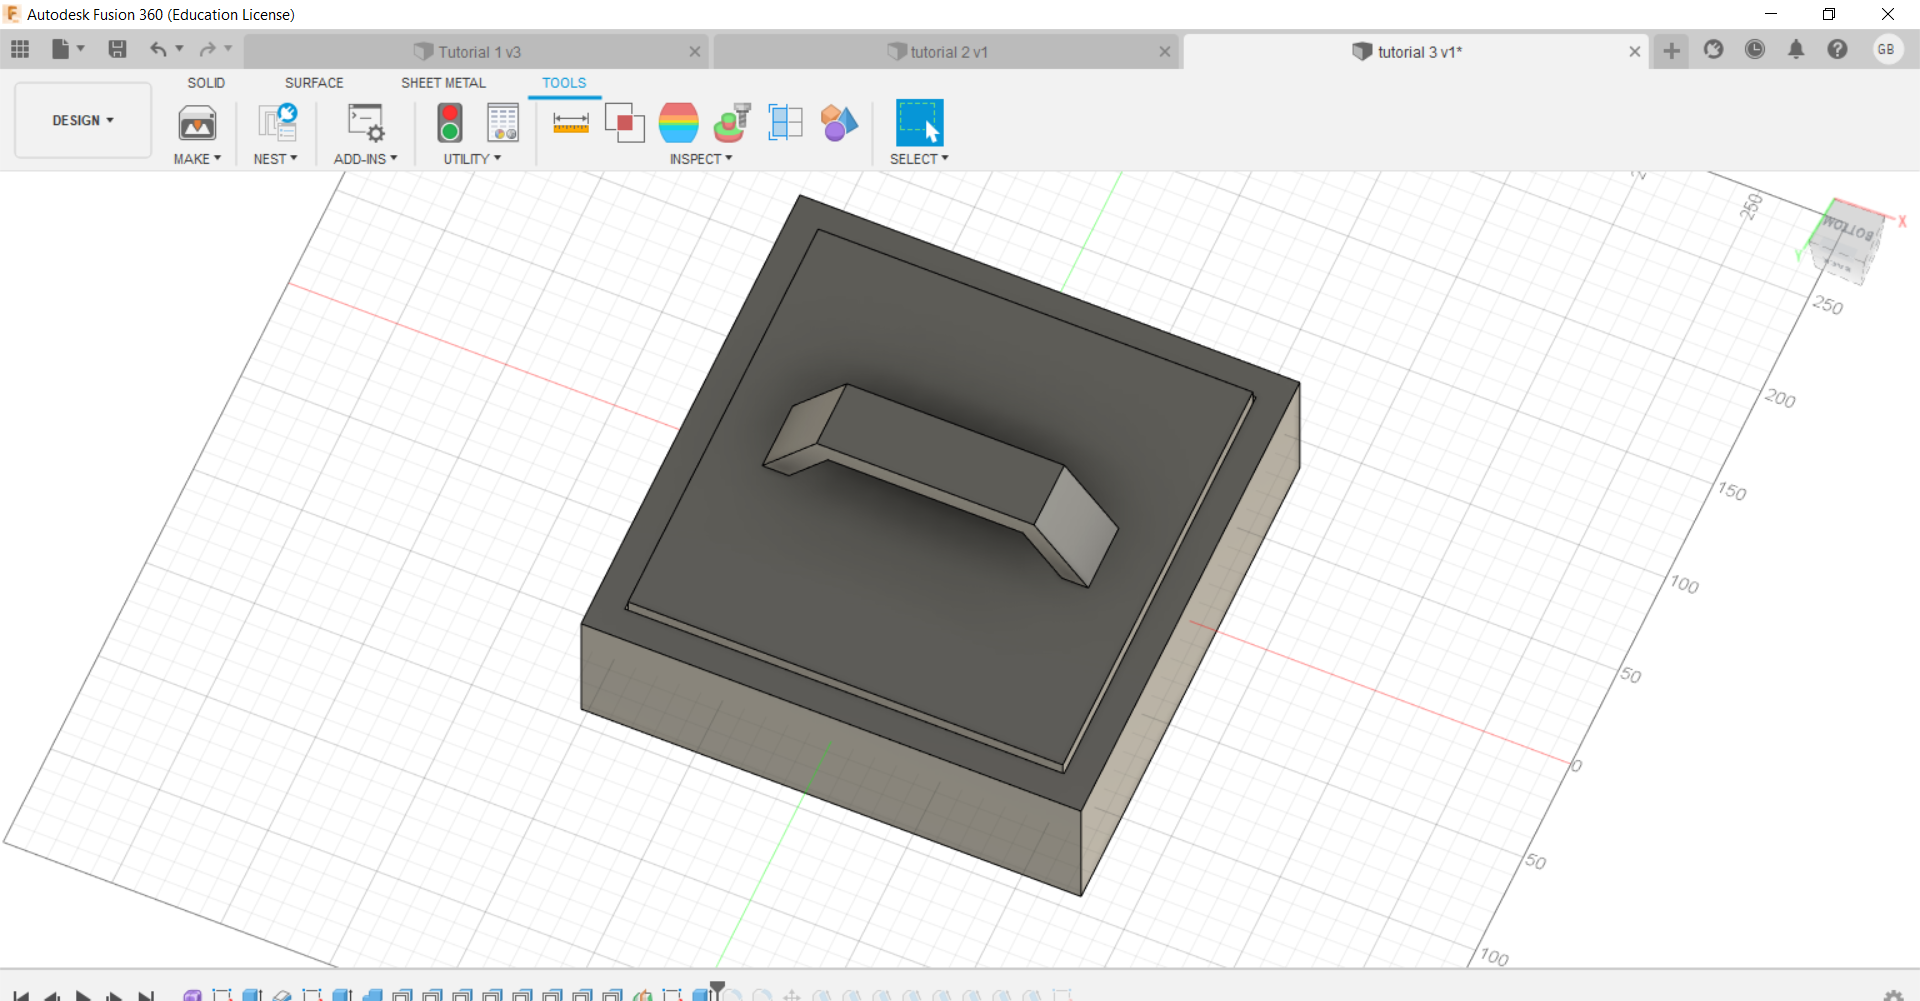 Autodesk Fusion 360 (Education License)
Tutorial 1 v3
tutorial 2 v1
tutorial 3 v1*
GB
SOLID
SURFACE
SHEET METAL
TOOLS
DESIGN
MAKE
NEST
ADD-INS
UTILITY
INSPECT
SELECT
250
X
BOTTOM
Y
250
200
150
100
50
0
50
100